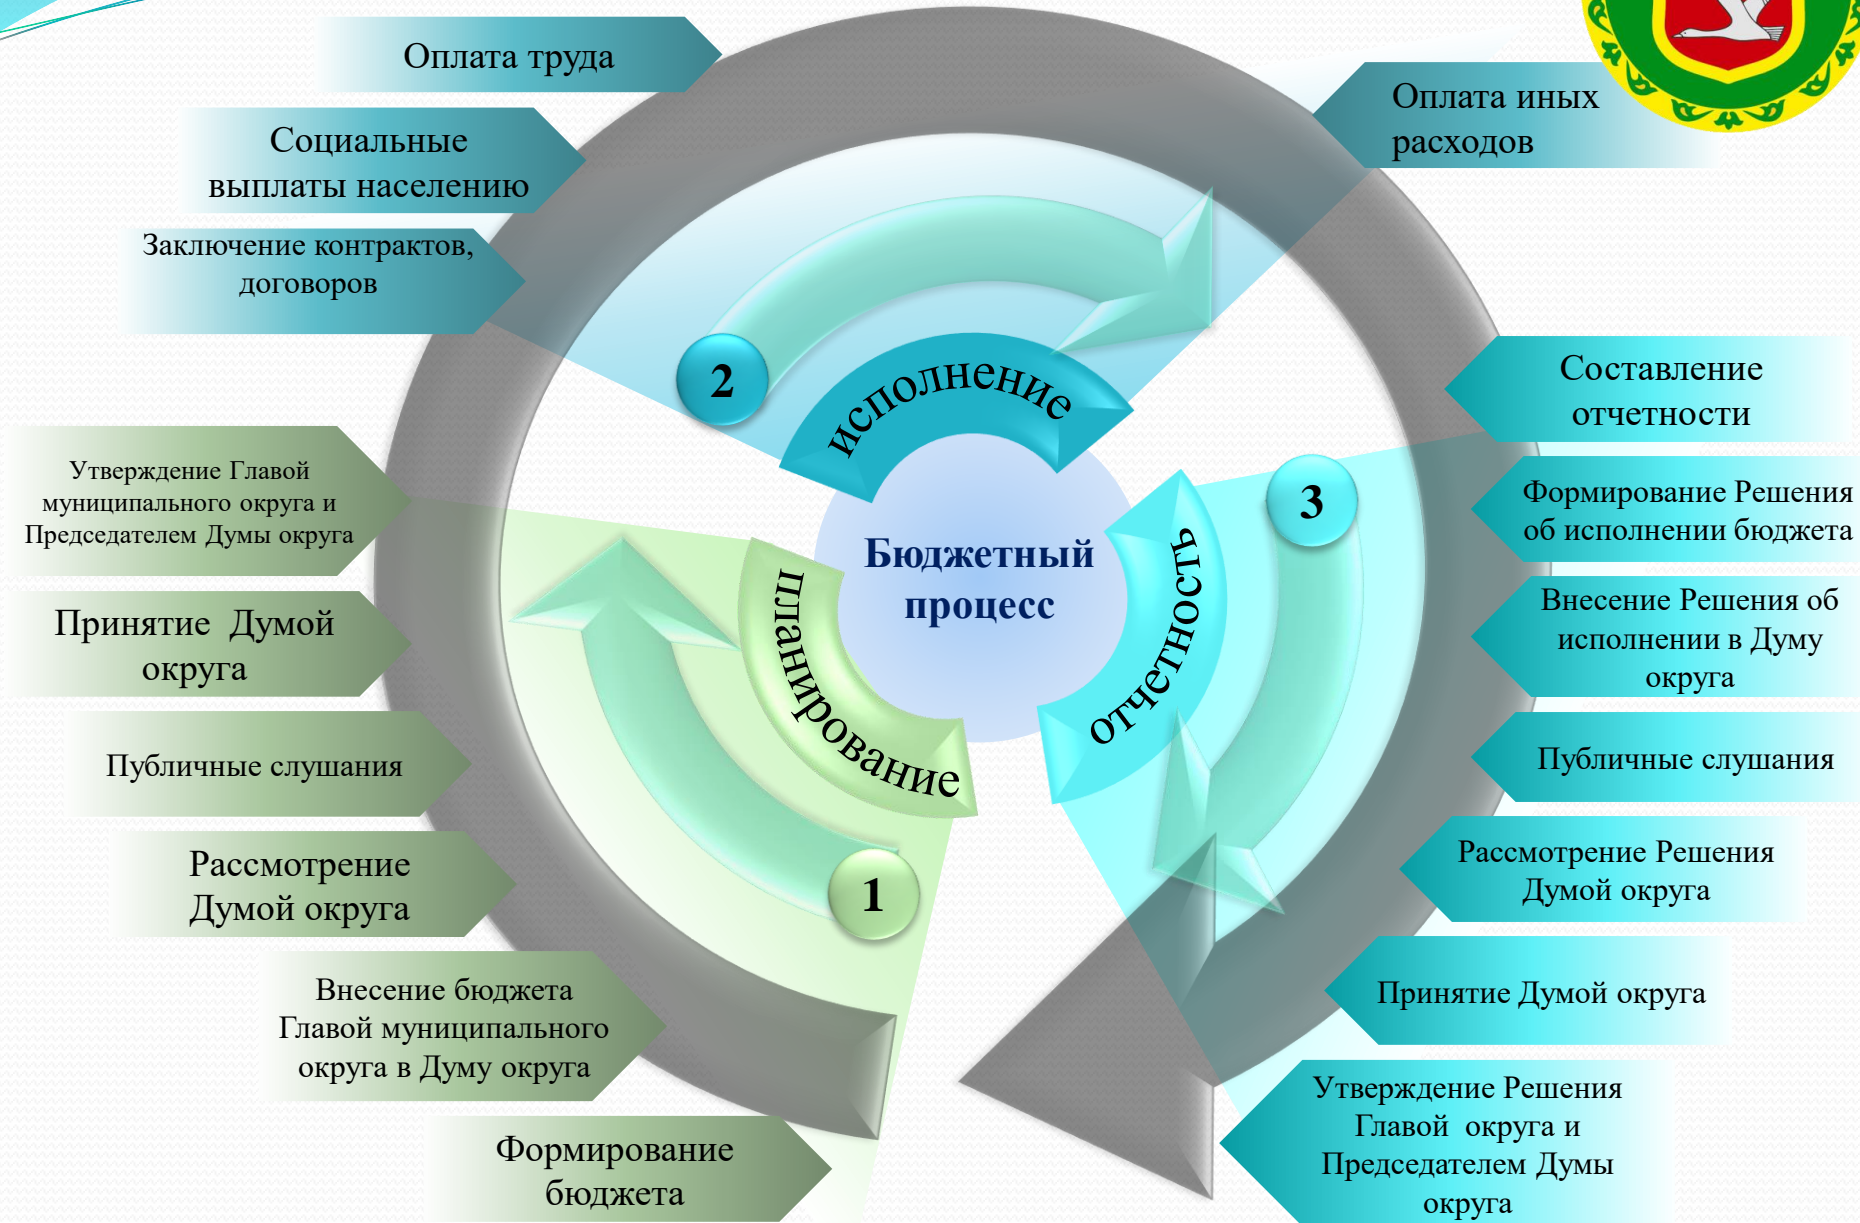 Оплата труда
Социальные
выплаты населению
Заключение контрактов,
договоров
Оплата иных
расходов
2
исполнение
Бюджетный
процесс
планирование
1
отчетность
3
Утверждение Главой
муниципального округа и
Председателем Думы округа
Принятие Думой
округа
Публичные слушания
Рассмотрение
Думой округа
Внесение бюджета
Главой муниципального
округа в Думу округа
Формирование
бюджета
Составление
отчетности
Формирование Решения
об исполнении бюджета
Внесение Решения об
исполнении в Думу
округа
Публичные слушания
Рассмотрение Решения
Думой округа
Принятие Думой округа
Утверждение Решения
Главой округа и
Председателем Думы
округа